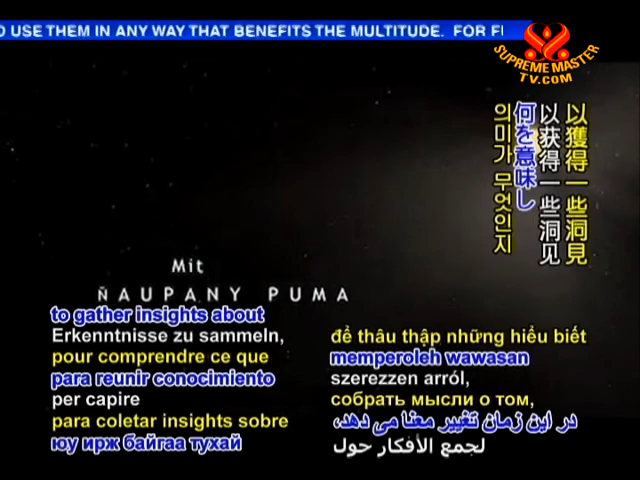 O USE THEM IN ANY WAY THAT BENEFITS THE MULTITUDE. FOR F
SUPREME MASTER
TV.COM
以獲得一些洞見
以获得一些洞见
何を意味し
의미가 무엇인지
Mit
ÑAUPANY PUMA
to gather insights about
Erkenntnisse zu sammeln,
pour comprendre ce que
para reunir conocimiento
per capire
para coletar insights sobre
юу ирж байгаа тухай
để thâu thập những hiểu biết
memperoleh wawasan
szerezzen arról,
собрать мысли о том,
در این زمان تغییر معنا می دهد،
لجمع الأفكار حول